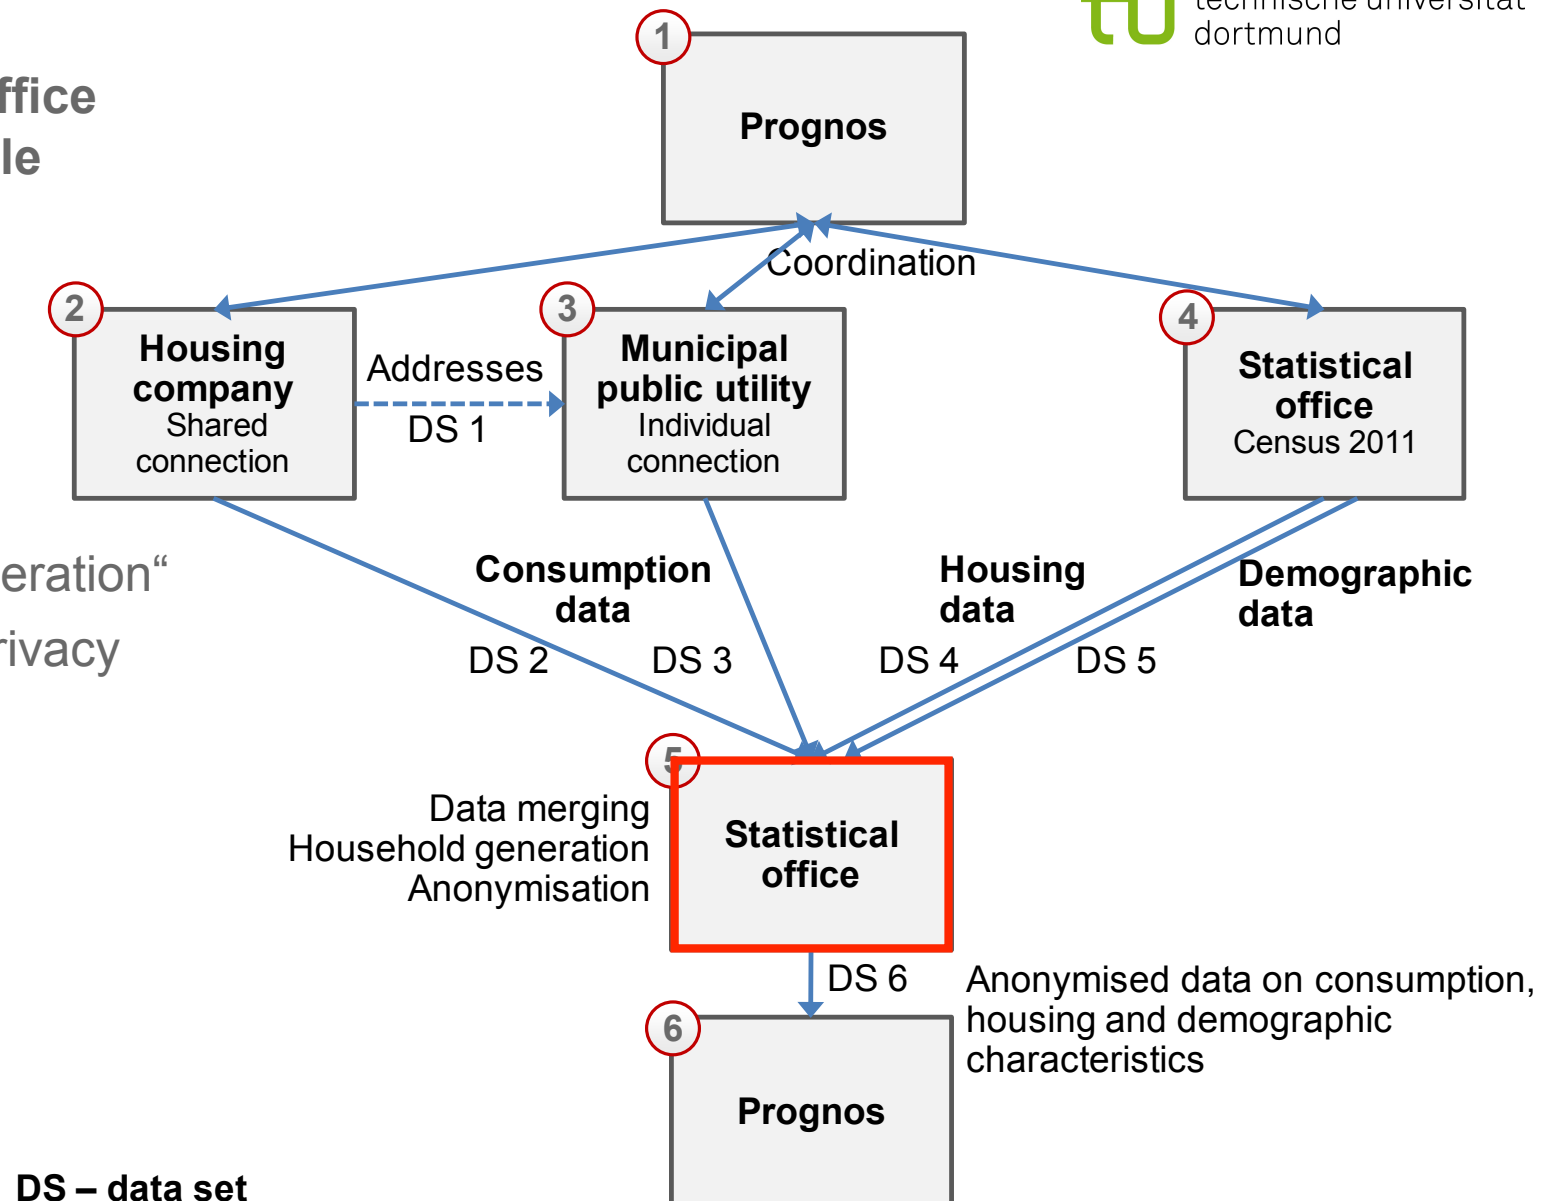 technische universität
dortmund
ffice
le
1
Prognos
Coordination
2
Housing
company
Shared
connection
Addresses
DS 1
3
Municipal
public utility
Individual
connection
4
Statistical
office
Census 2011
eration“
rivacy
Consumption
data
Housing
data
Demographic
data
DS 2
DS 3
DS 4
DS 5
5
Data merging
Household generation
Anonymisation
Statistical
office
DS 6
Anonymised data on consumption,
housing and demographic
characteristics
6
Prognos
DS – data set